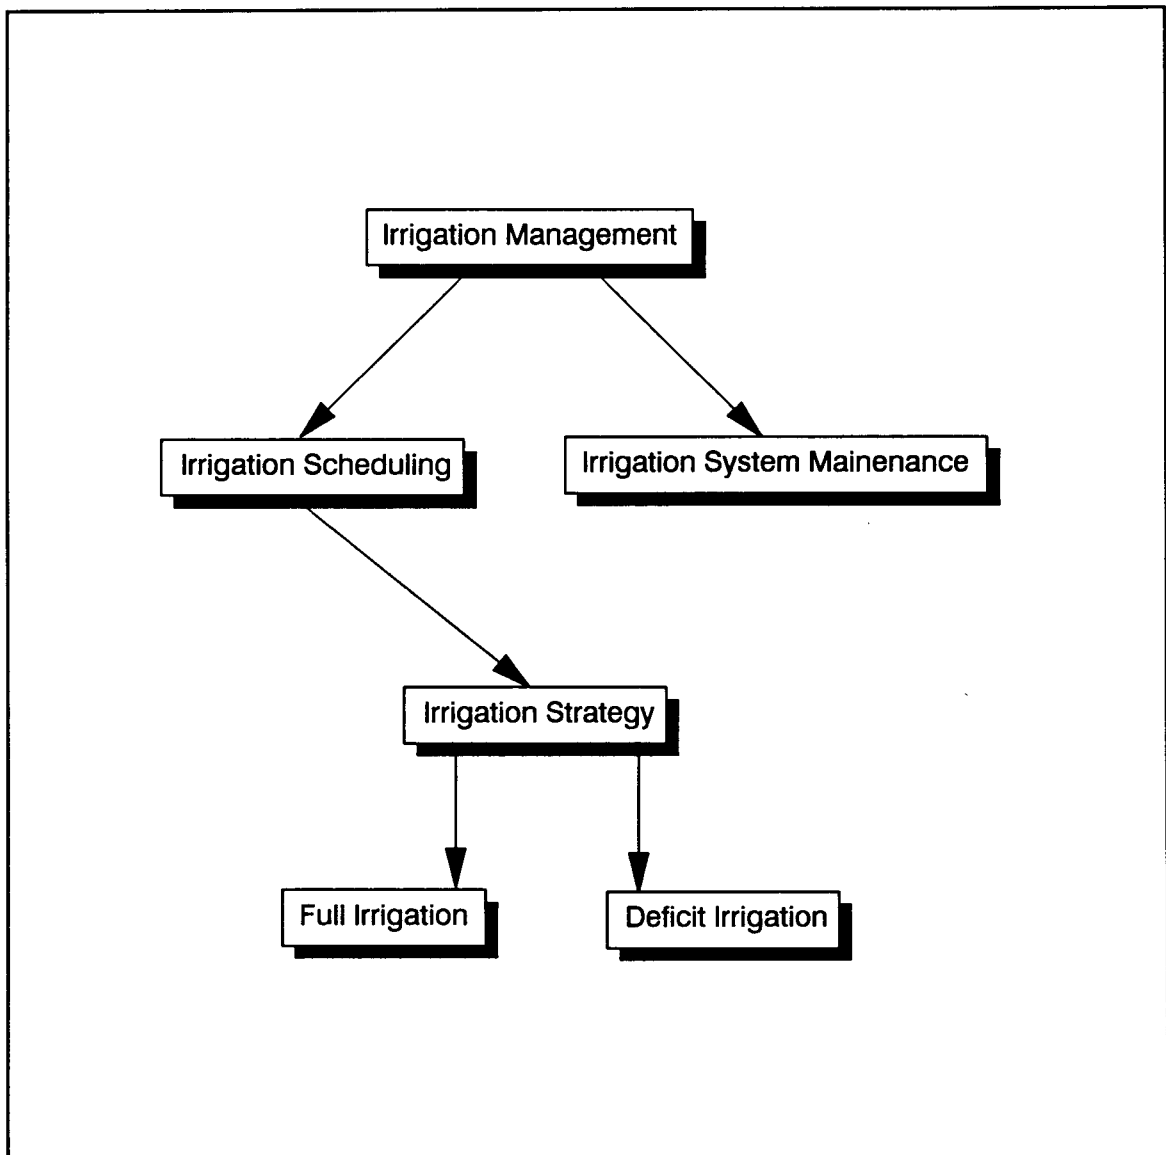 Irrigation Management
Irrigation Scheduling
Irrigation System Mainenance
Irrigation Strategy
Full Irrigation
Deficit Irrigation